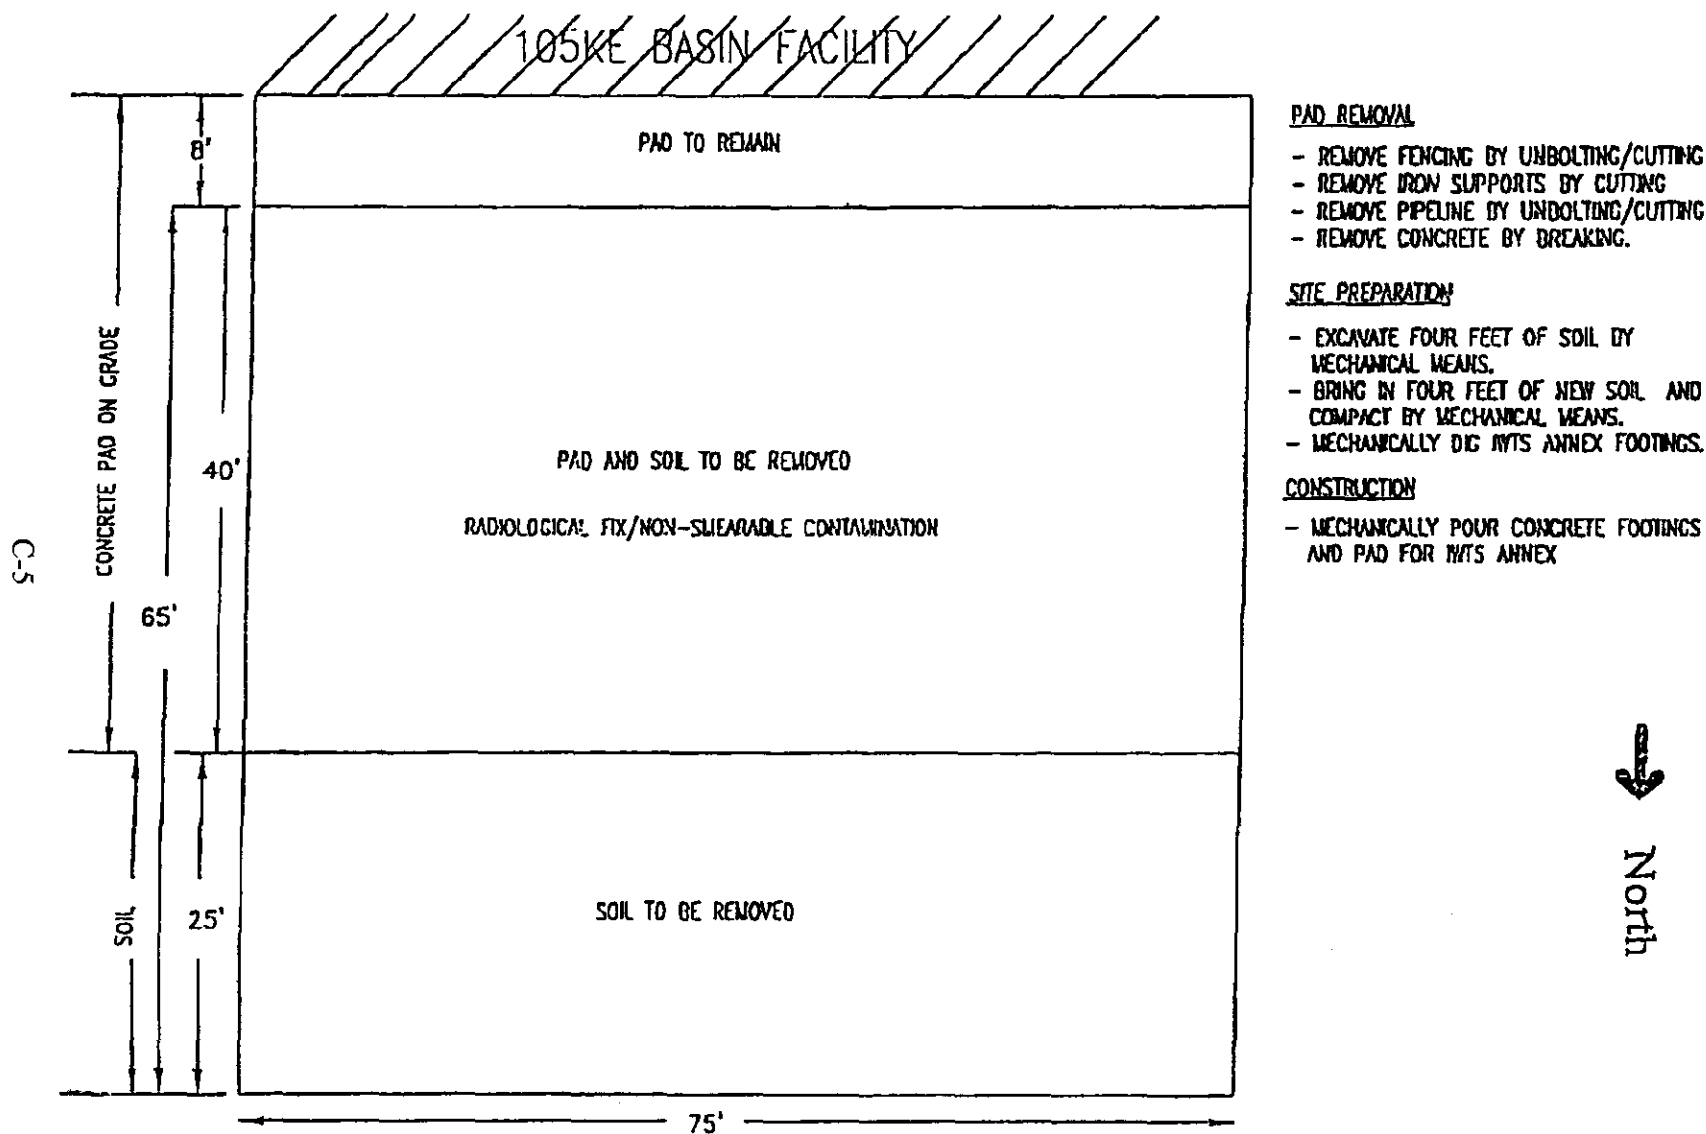 105KE BASIN FACILITY
PAD TO REMAIN
8'
CONCRETE PAD ON GRADE
40'
65'
PAD AND SOIL TO BE REMOVED
RADIOLOGICAL FIX/NON-SMEARABLE CONTAMINATION
SOIL
25'
SOIL TO BE REMOVED
75'
C-5
PAD REMOVAL
- REMOVE FENCING BY UNBOLTING/CUTTING
- REMOVE IRON SUPPORTS BY CUTTING
- REMOVE PIPELINE BY UNBOLTING/CUTTING
- REMOVE CONCRETE BY BREAKING.
SITE PREPARATION
- EXCAVATE FOUR FEET OF SOIL BY
MECHANICAL MEANS.
- BRING IN FOUR FEET OF NEW SOIL AND
COMPACT BY MECHANICAL MEANS.
- MECHANICALLY DIG IWTS ANNEX FOOTINGS.
CONSTRUCTION
- MECHANICALLY POUR CONCRETE FOOTINGS
AND PAD FOR IWTS ANNEX
North